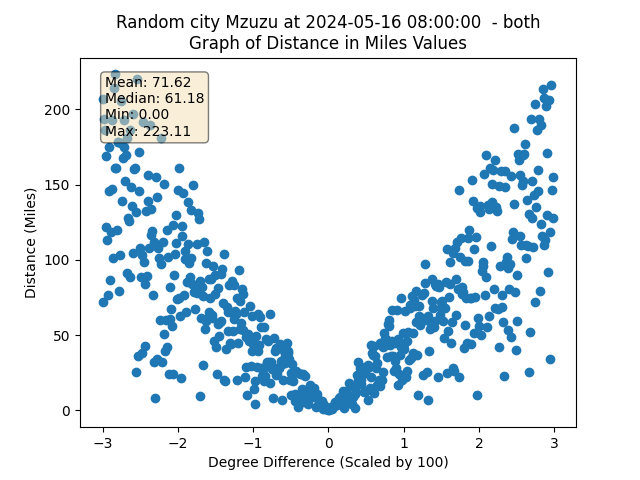 Random city Mzuzu at 2024-05-16 08:00:00  - both
Graph of Distance in Miles Values
Mean: 71.62
Median: 61.18
Min: 0.00
Max: 223.11
Distance (Miles)
200
150
100
50
0
−3 −2 −1 0 1 2 3
Degree Difference (Scaled by 100)